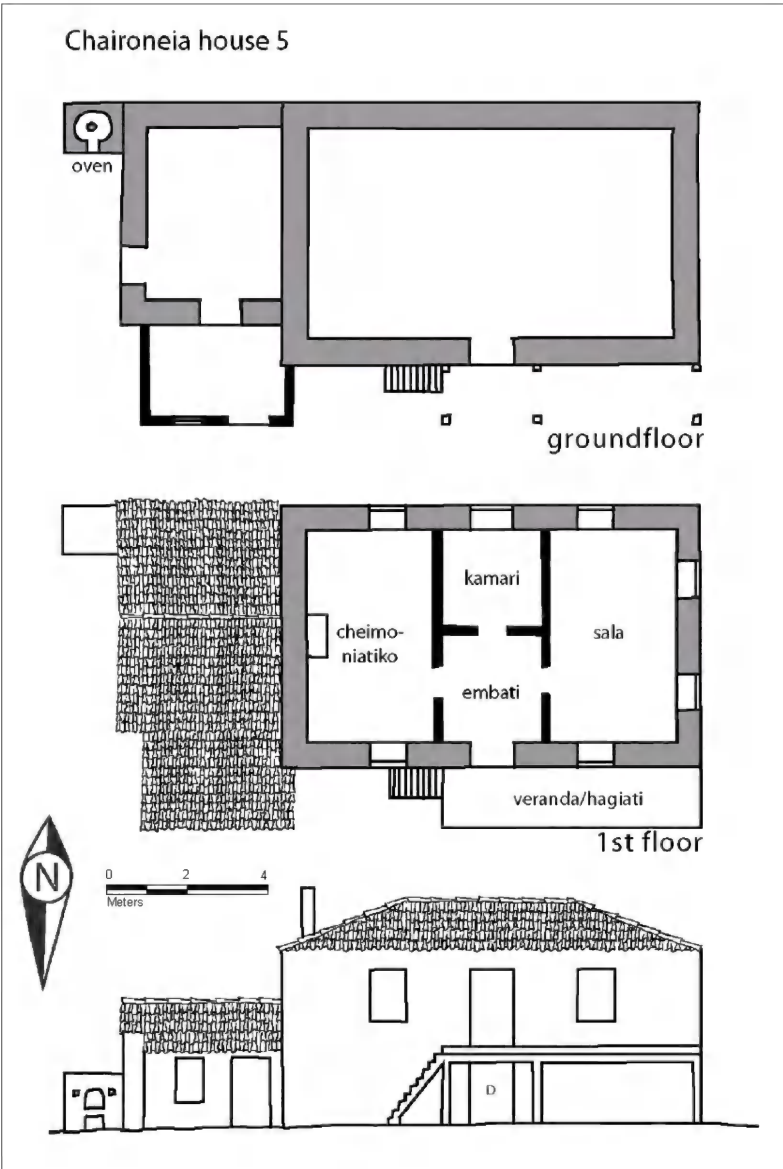 Chaironeia house 5
oven
groundfloor
kamari
cheimo-
niatiko
sala
embati
veranda/hagiati
1st floor
N
0 2 4
Meters
D